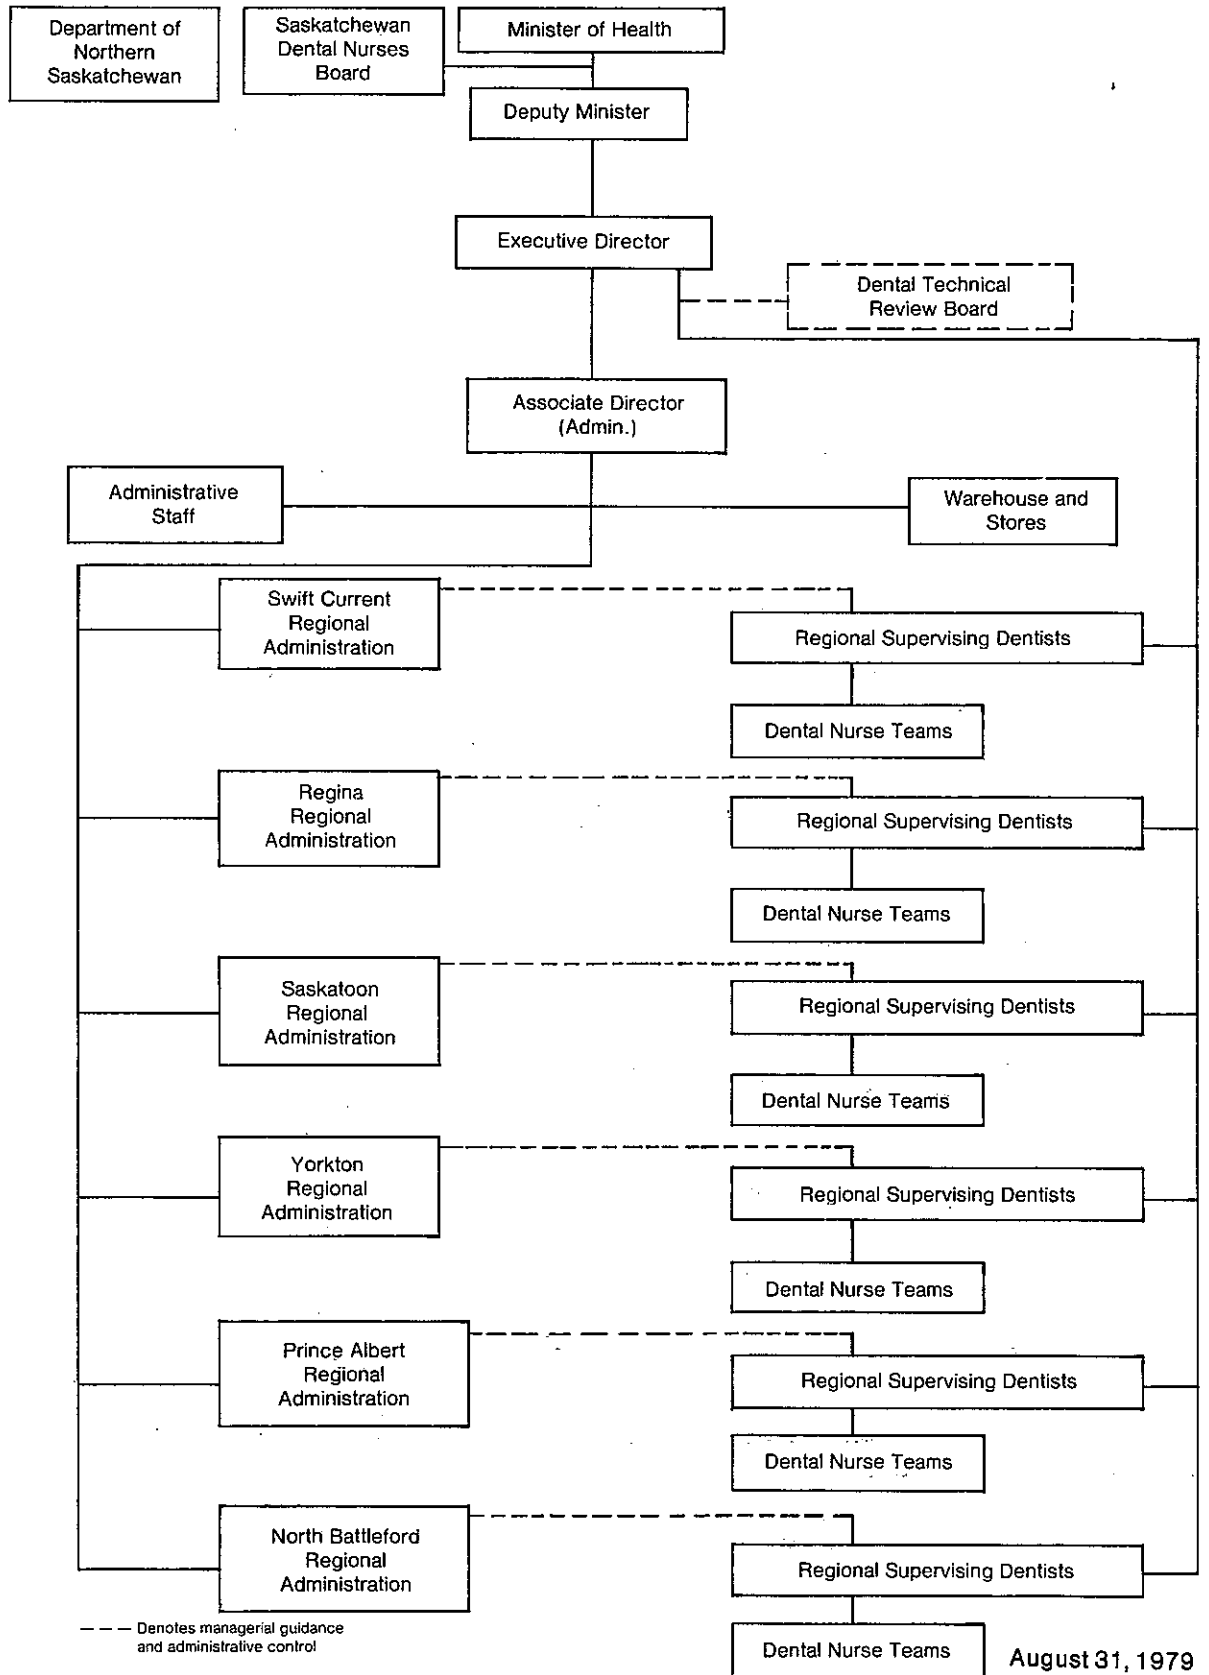 Department of
Northern
Saskatchewan
Saskatchewan
Dental Nurses
Board
Minister of Health
Deputy Minister
Executive Director
Dental Technical
Review Board
Associate Director
(Admin.)
Administrative
Staff
Warehouse and
Stores
Swift Current
Regional
Administration
Regional Supervising Dentists
Dental Nurse Teams
Regina
Regional
Administration
Regional Supervising Dentists
Dental Nurse Teams
Saskatoon
Regional
Administration
Regional Supervising Dentists
Dental Nurse Teams
Yorkton
Regional
Administration
Regional Supervising Dentists
Dental Nurse Teams
Prince Albert
Regional
Administration
Regional Supervising Dentists
Dental Nurse Teams
North Battleford
Regional
Administration
Regional Supervising Dentists
Dental Nurse Teams
— — — Denotes managerial guidance
and administrative control
August 31, 1979